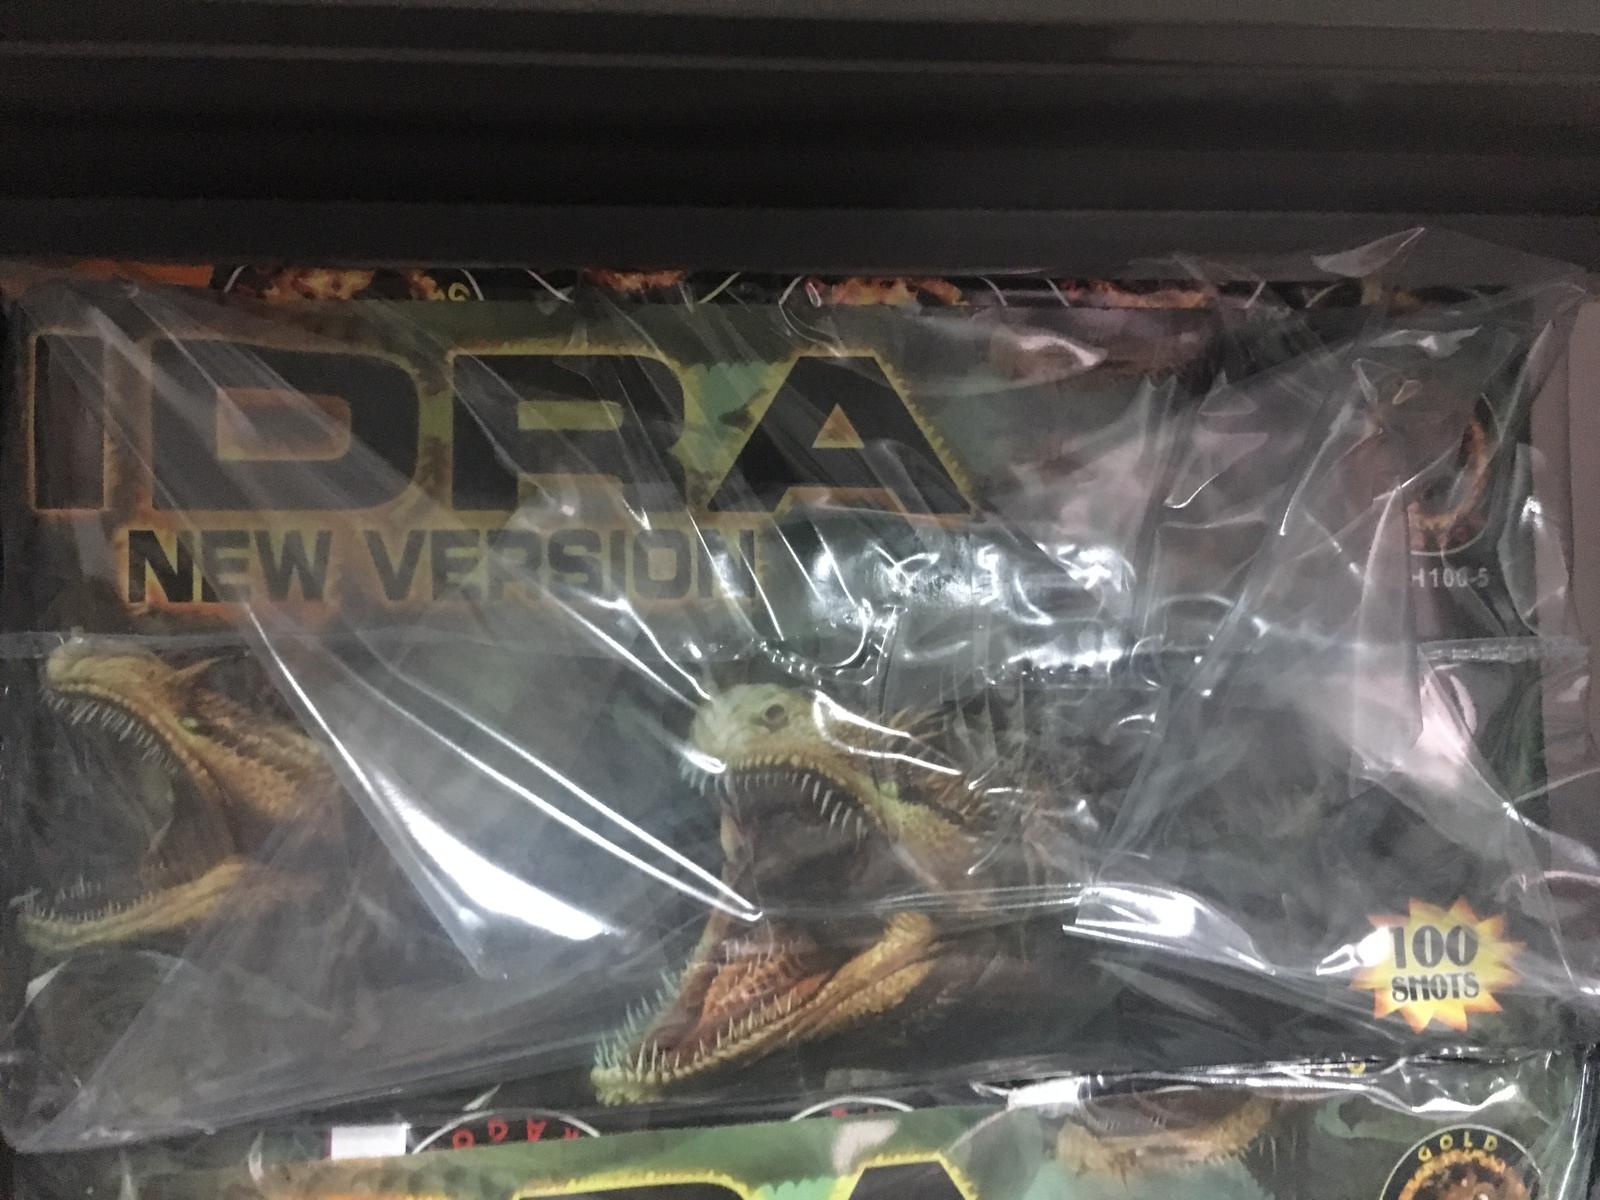 IDRA
NEW VERSION
H100-5
100
SHOTS
GOLD